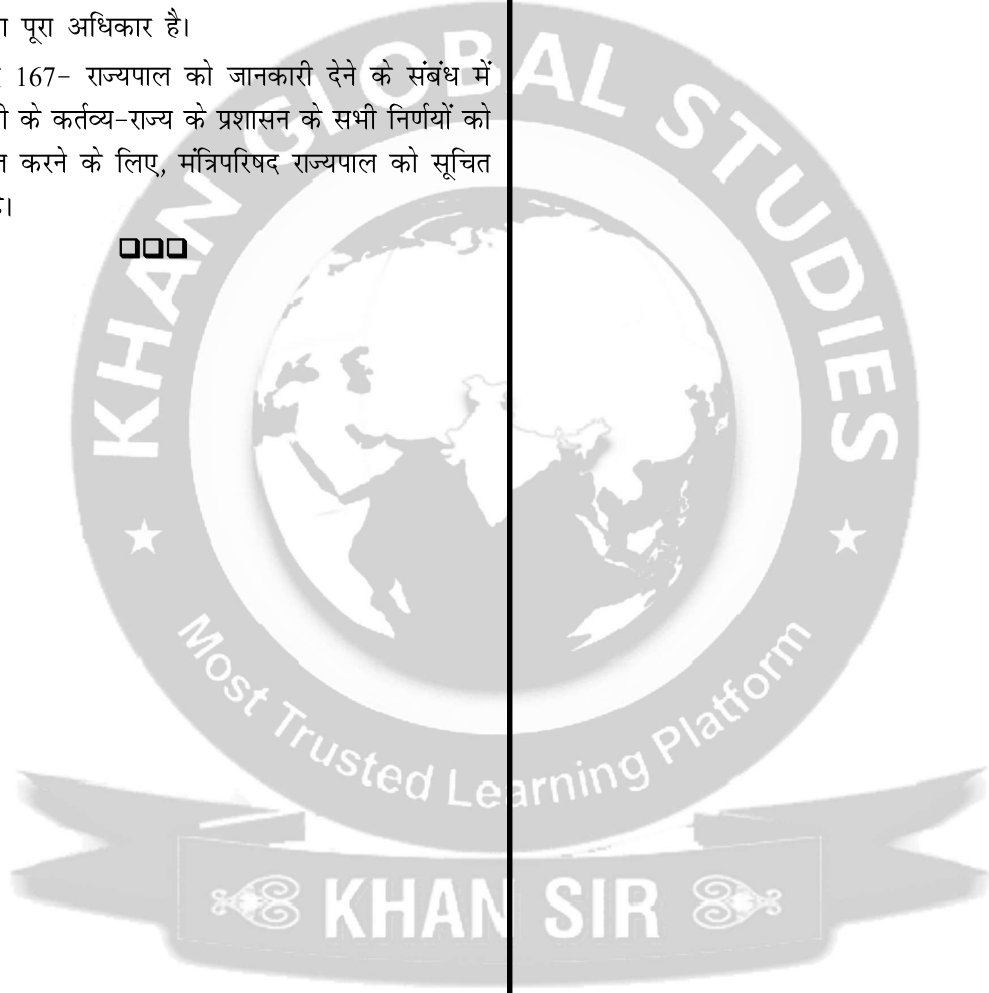 पूरा अधिकार है।
167- राज्यपाल को जानकारी देने के संबंध में
के कर्तव्य-राज्य के प्रशासन के सभी निर्णयों को
करने के लिए, मंत्रिपरिषद राज्यपाल को सूचित
❑❑❑
KHAN GLOBAL STUDIES
Most Trusted Learning Platform
KHAN SIR